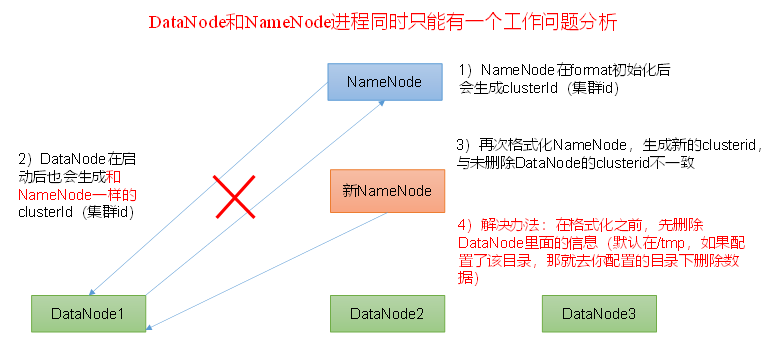 DataNode和NameNode进程同时只能有一个工作问题分析
NameNode
1）NameNode在format初始化后
会生成clusterId（集群id）
2）DataNode在启
动后也会生成和
NameNode一样的
clusterId（集群id）
3）再次格式化NameNode，生成新的clusterid，
与未删除DataNode的clusterid不一致
新NameNode
4）解决办法：在格式化之前，先删除
DataNode里面的信息（默认在/tmp，如果配
置了该目录，那就去你配置的目录下删除数
据）
DataNode1
DataNode2
DataNode3